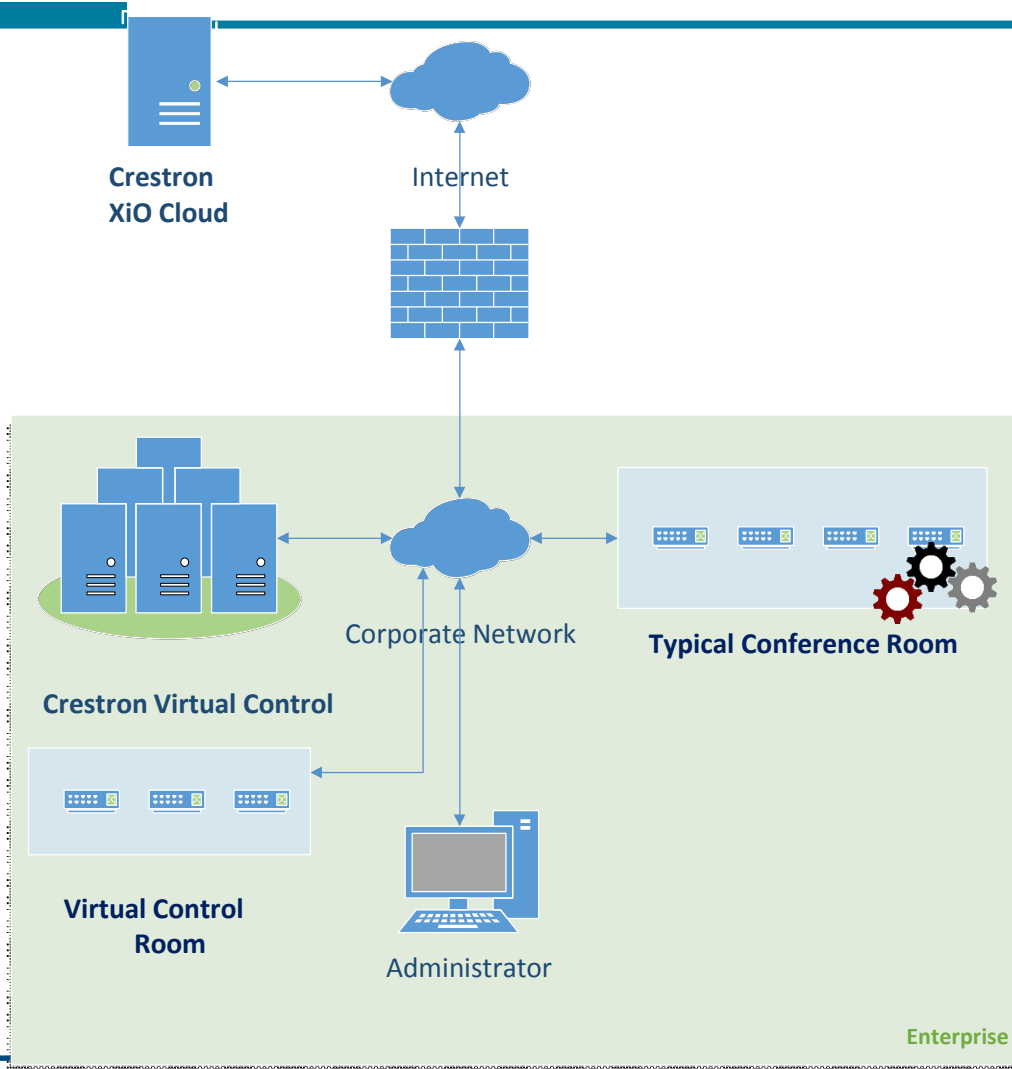 Crestron
XiO Cloud
Internet
Corporate Network
Typical Conference Room
Crestron Virtual Control
Virtual Control
Room
Administrator
Enterprise